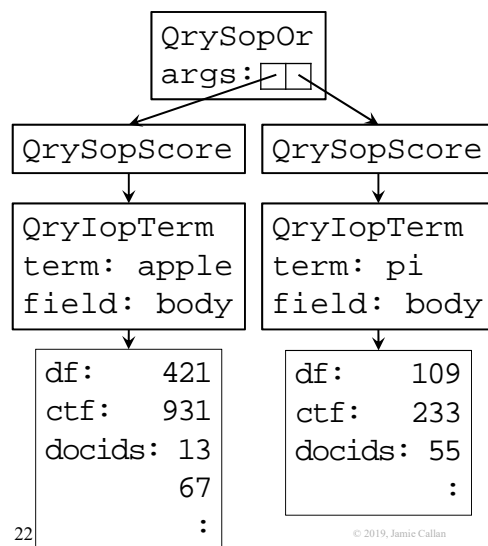 QrySopOr
args:
QrySopScore
QrySopScore
QryIopTerm
term: apple
field: body
QryIopTerm
term: pi
field: body
df: 421
ctf: 931
docids: 13
67
:
df: 109
ctf: 233
docids: 55
:
22
© 2019, Jamie Callan